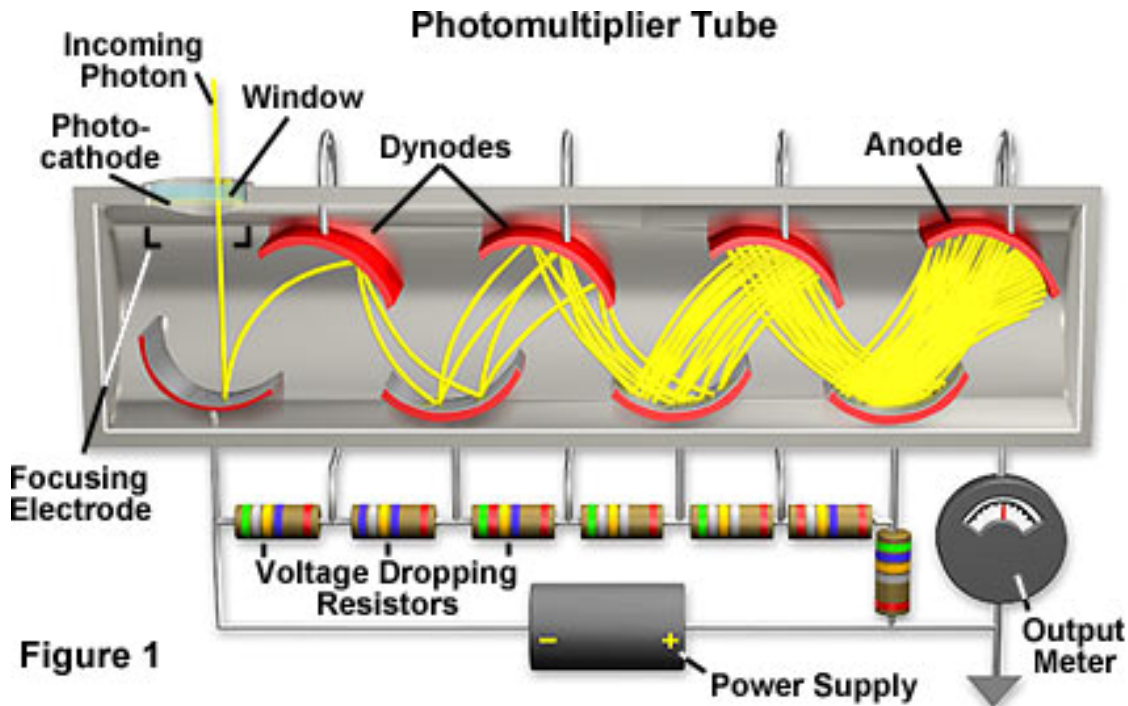 Photomultiplier Tube
Incoming
Photon
Window
Photo-
cathode
Dynodes
Anode
Focusing
Electrode
Voltage Dropping
Resistors
– +
Output
Meter
Power Supply
Figure 1